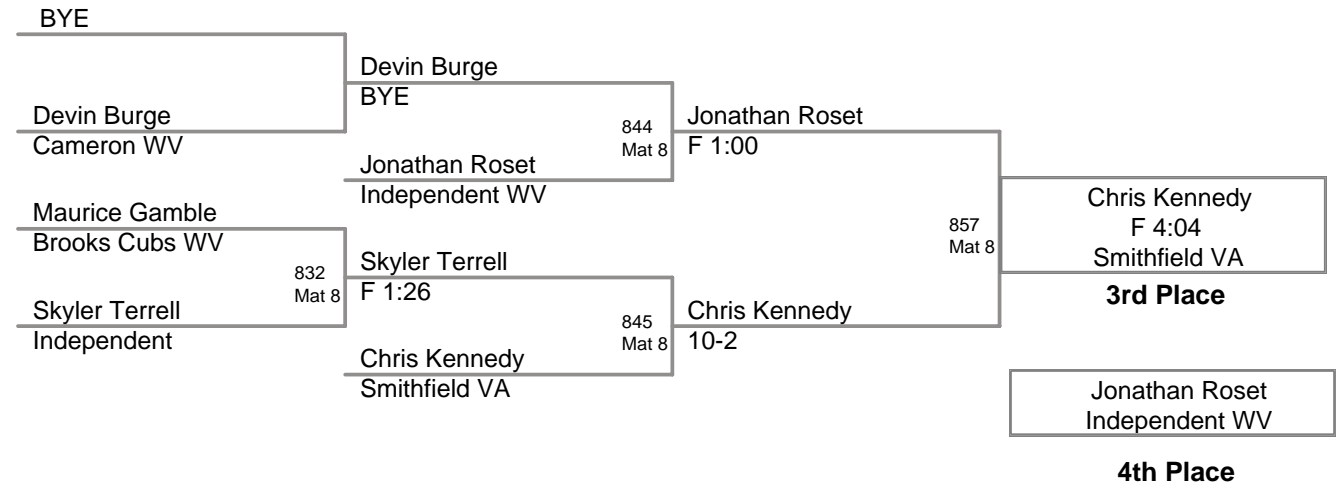 BYE
Devin Burge
BYE
Devin Burge
Cameron WV
844
Mat 8
Jonathan Roset
F 1:00
Jonathan Roset
Independent WV
Maurice Gamble
Brooks Cubs WV
832
Mat 8
Skyler Terrell
F 1:26
Skyler Terrell
Independent
845
Mat 8
Chris Kennedy
10-2
Chris Kennedy
Smithfield VA
857
Mat 8
Chris Kennedy
F 4:04
Smithfield VA
3rd Place
Jonathan Roset
Independent WV
4th Place